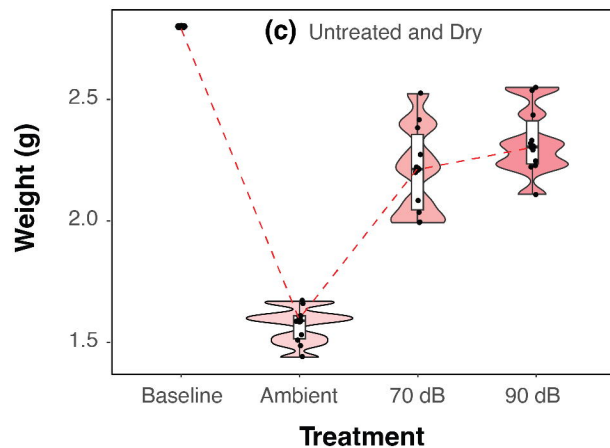 (c) Untreated and Dry
Weight (g)
2.5
2.0
1.5
Baseline Ambient 70 dB 90 dB
Treatment